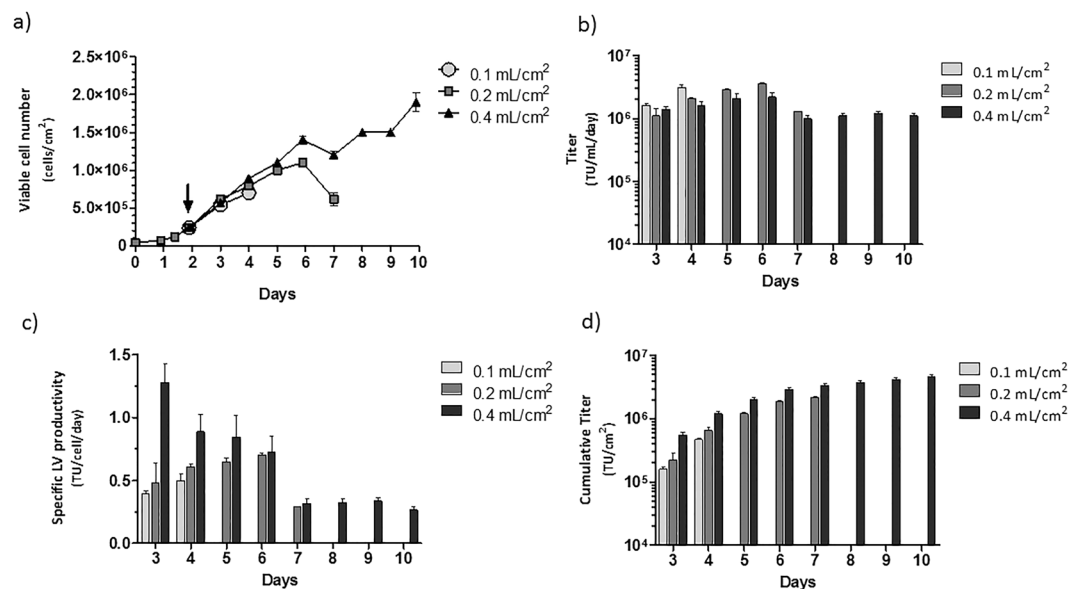 a)
Viable cell number
(cells/cm²)
2.5×10⁶
2.0×10⁶
1.5×10⁶
1.0×10⁶
5.0×10⁵
0
0 1 2 3 4 5 6 7 8 9 10
Days
0.1 mL/cm²
0.2 mL/cm²
0.4 mL/cm²
b)
Titer
(TU/mL/day)
10⁷
10⁶
10⁵
10⁴
3 4 5 6 7 8 9 10
Days
0.1 mL/cm²
0.2 mL/cm²
0.4 mL/cm²
c)
Specific LV productivity
(TU/cell/day)
1.5
1.0
0.5
0.0
3 4 5 6 7 8 9 10
Days
0.1 mL/cm²
0.2 mL/cm²
0.4 mL/cm²
d)
Cumulative Titer
(TU/cm²)
10⁷
10⁶
10⁵
10⁴
3 4 5 6 7 8 9 10
Days
0.1 mL/cm²
0.2 mL/cm²
0.4 mL/cm²